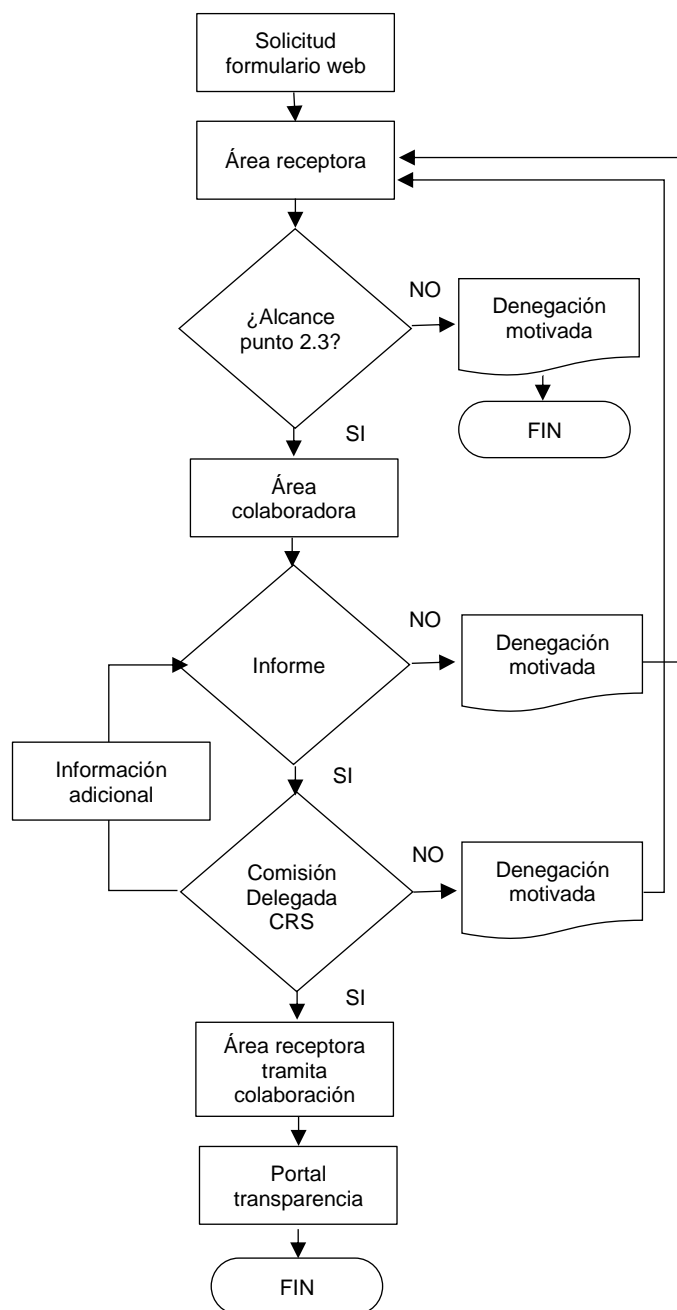 Solicitud
formulario web
Área receptora
¿Alcance
punto 2.3?
NO
Denegación
motivada
FIN
SI
Área
colaboradora
Informe
NO
Denegación
motivada
SI
Información
adicional
Comisión
Delegada
CRS
NO
Denegación
motivada
SI
Área receptora
tramita
colaboración
Portal
transparencia
FIN